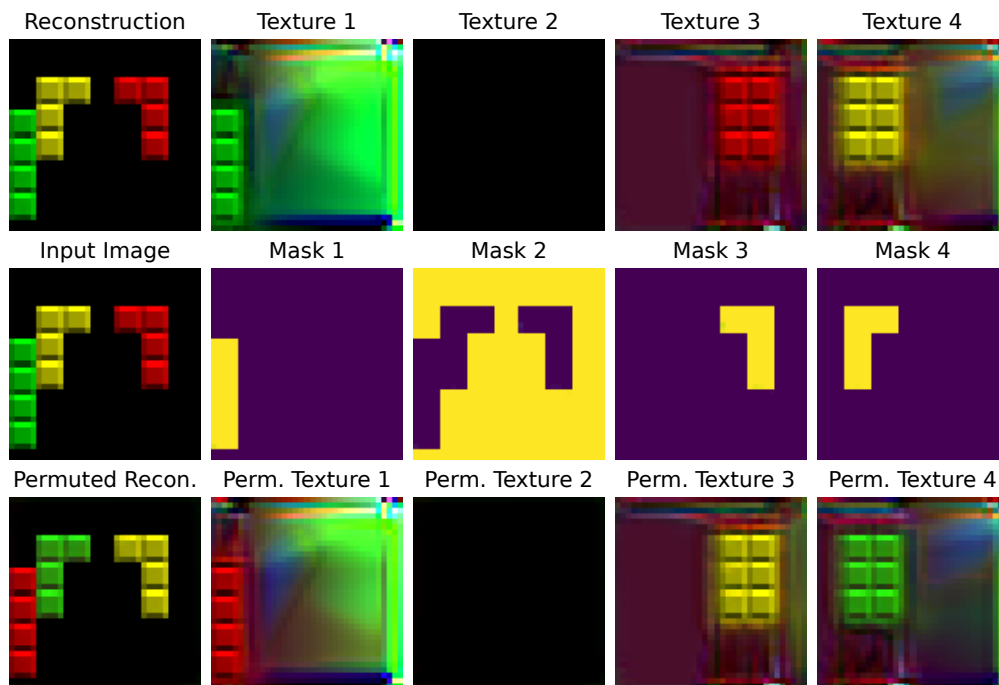 Reconstruction Texture 1 Texture 2 Texture 3 Texture 4
Input Image Mask 1 Mask 2 Mask 3 Mask 4
Permuted Recon. Perm. Texture 1 Perm. Texture 2 Perm. Texture 3 Perm. Texture 4